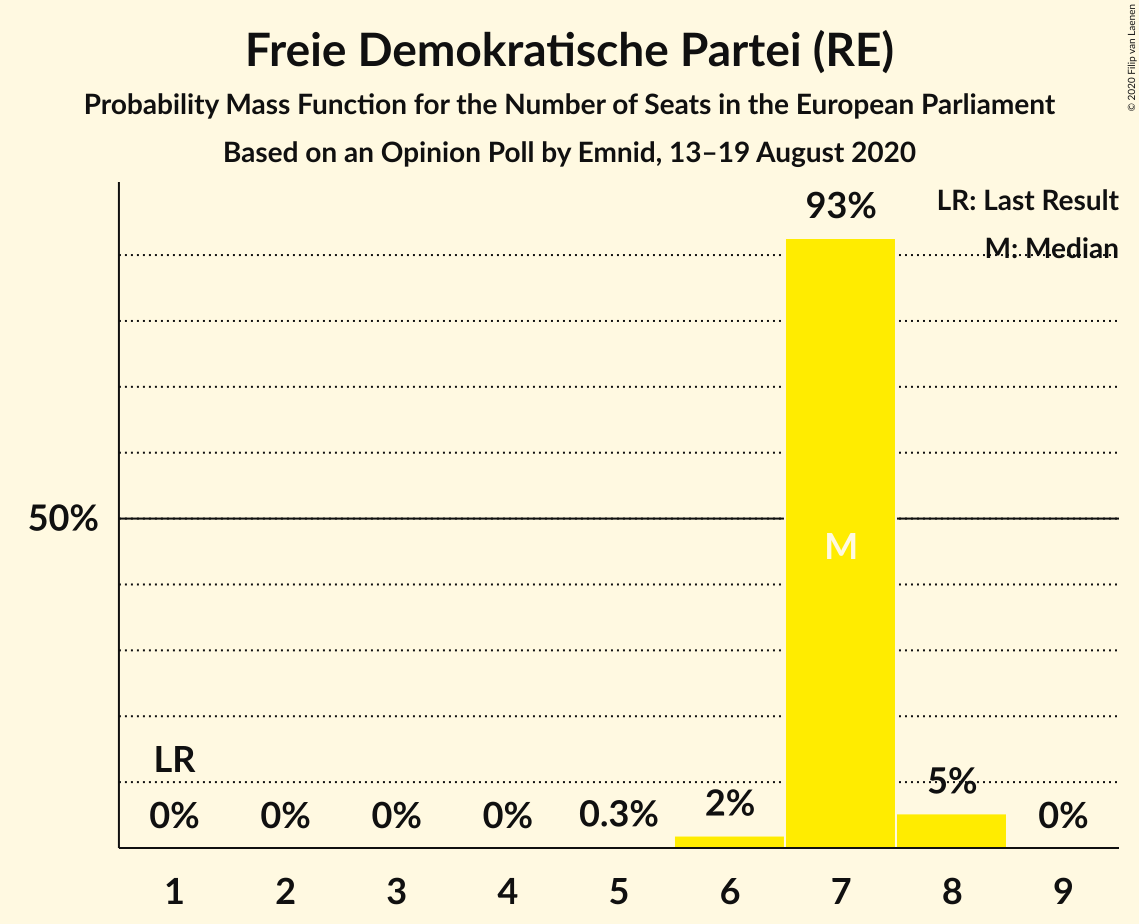 Freie Demokratische Partei (RE)
Probability Mass Function for the Number of Seats in the European Parliament
Based on an Opinion Poll by Emnid, 13–19 August 2020
© 2020 Filip van Laenen
LR: Last Result
M: Median
93%
50%
M
LR
0% 0% 0% 0% 0.3% 2% 5% 0%
1 2 3 4 5 6 7 8 9